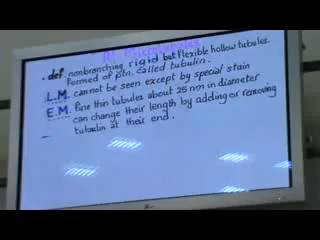 Microtubules
. def. nonbranching rigid but flexible hollow tubules.
Formed of ptn. called tubulin.
L.M. cannot be seen except by special stain
E.M. fine thin tubules about 25 nm in diameter
can change their length by adding or removing
tubulin at their end.